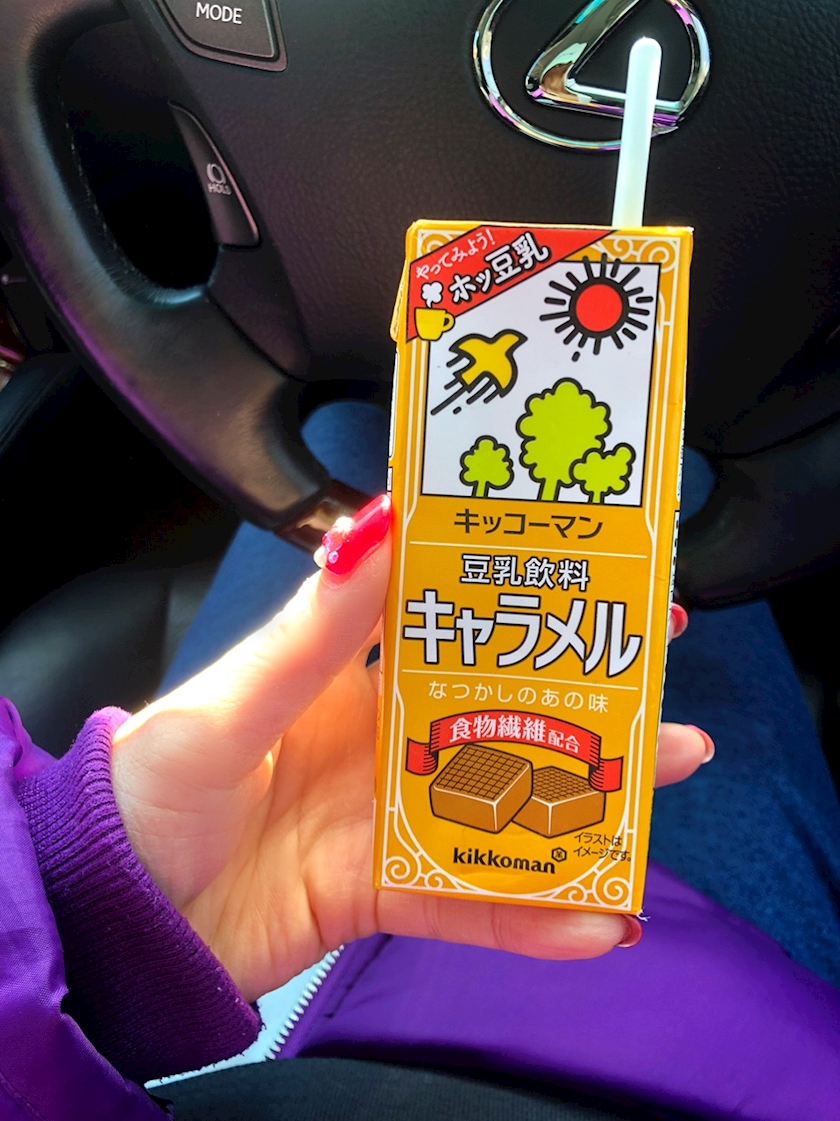 MODE
HOLD
やってみよう!
ホッ豆乳
キッコーマン
豆乳飲料
キャラメル
なつかしのあの味
食物繊維配合
イラストは
イメージです。
kikkoman